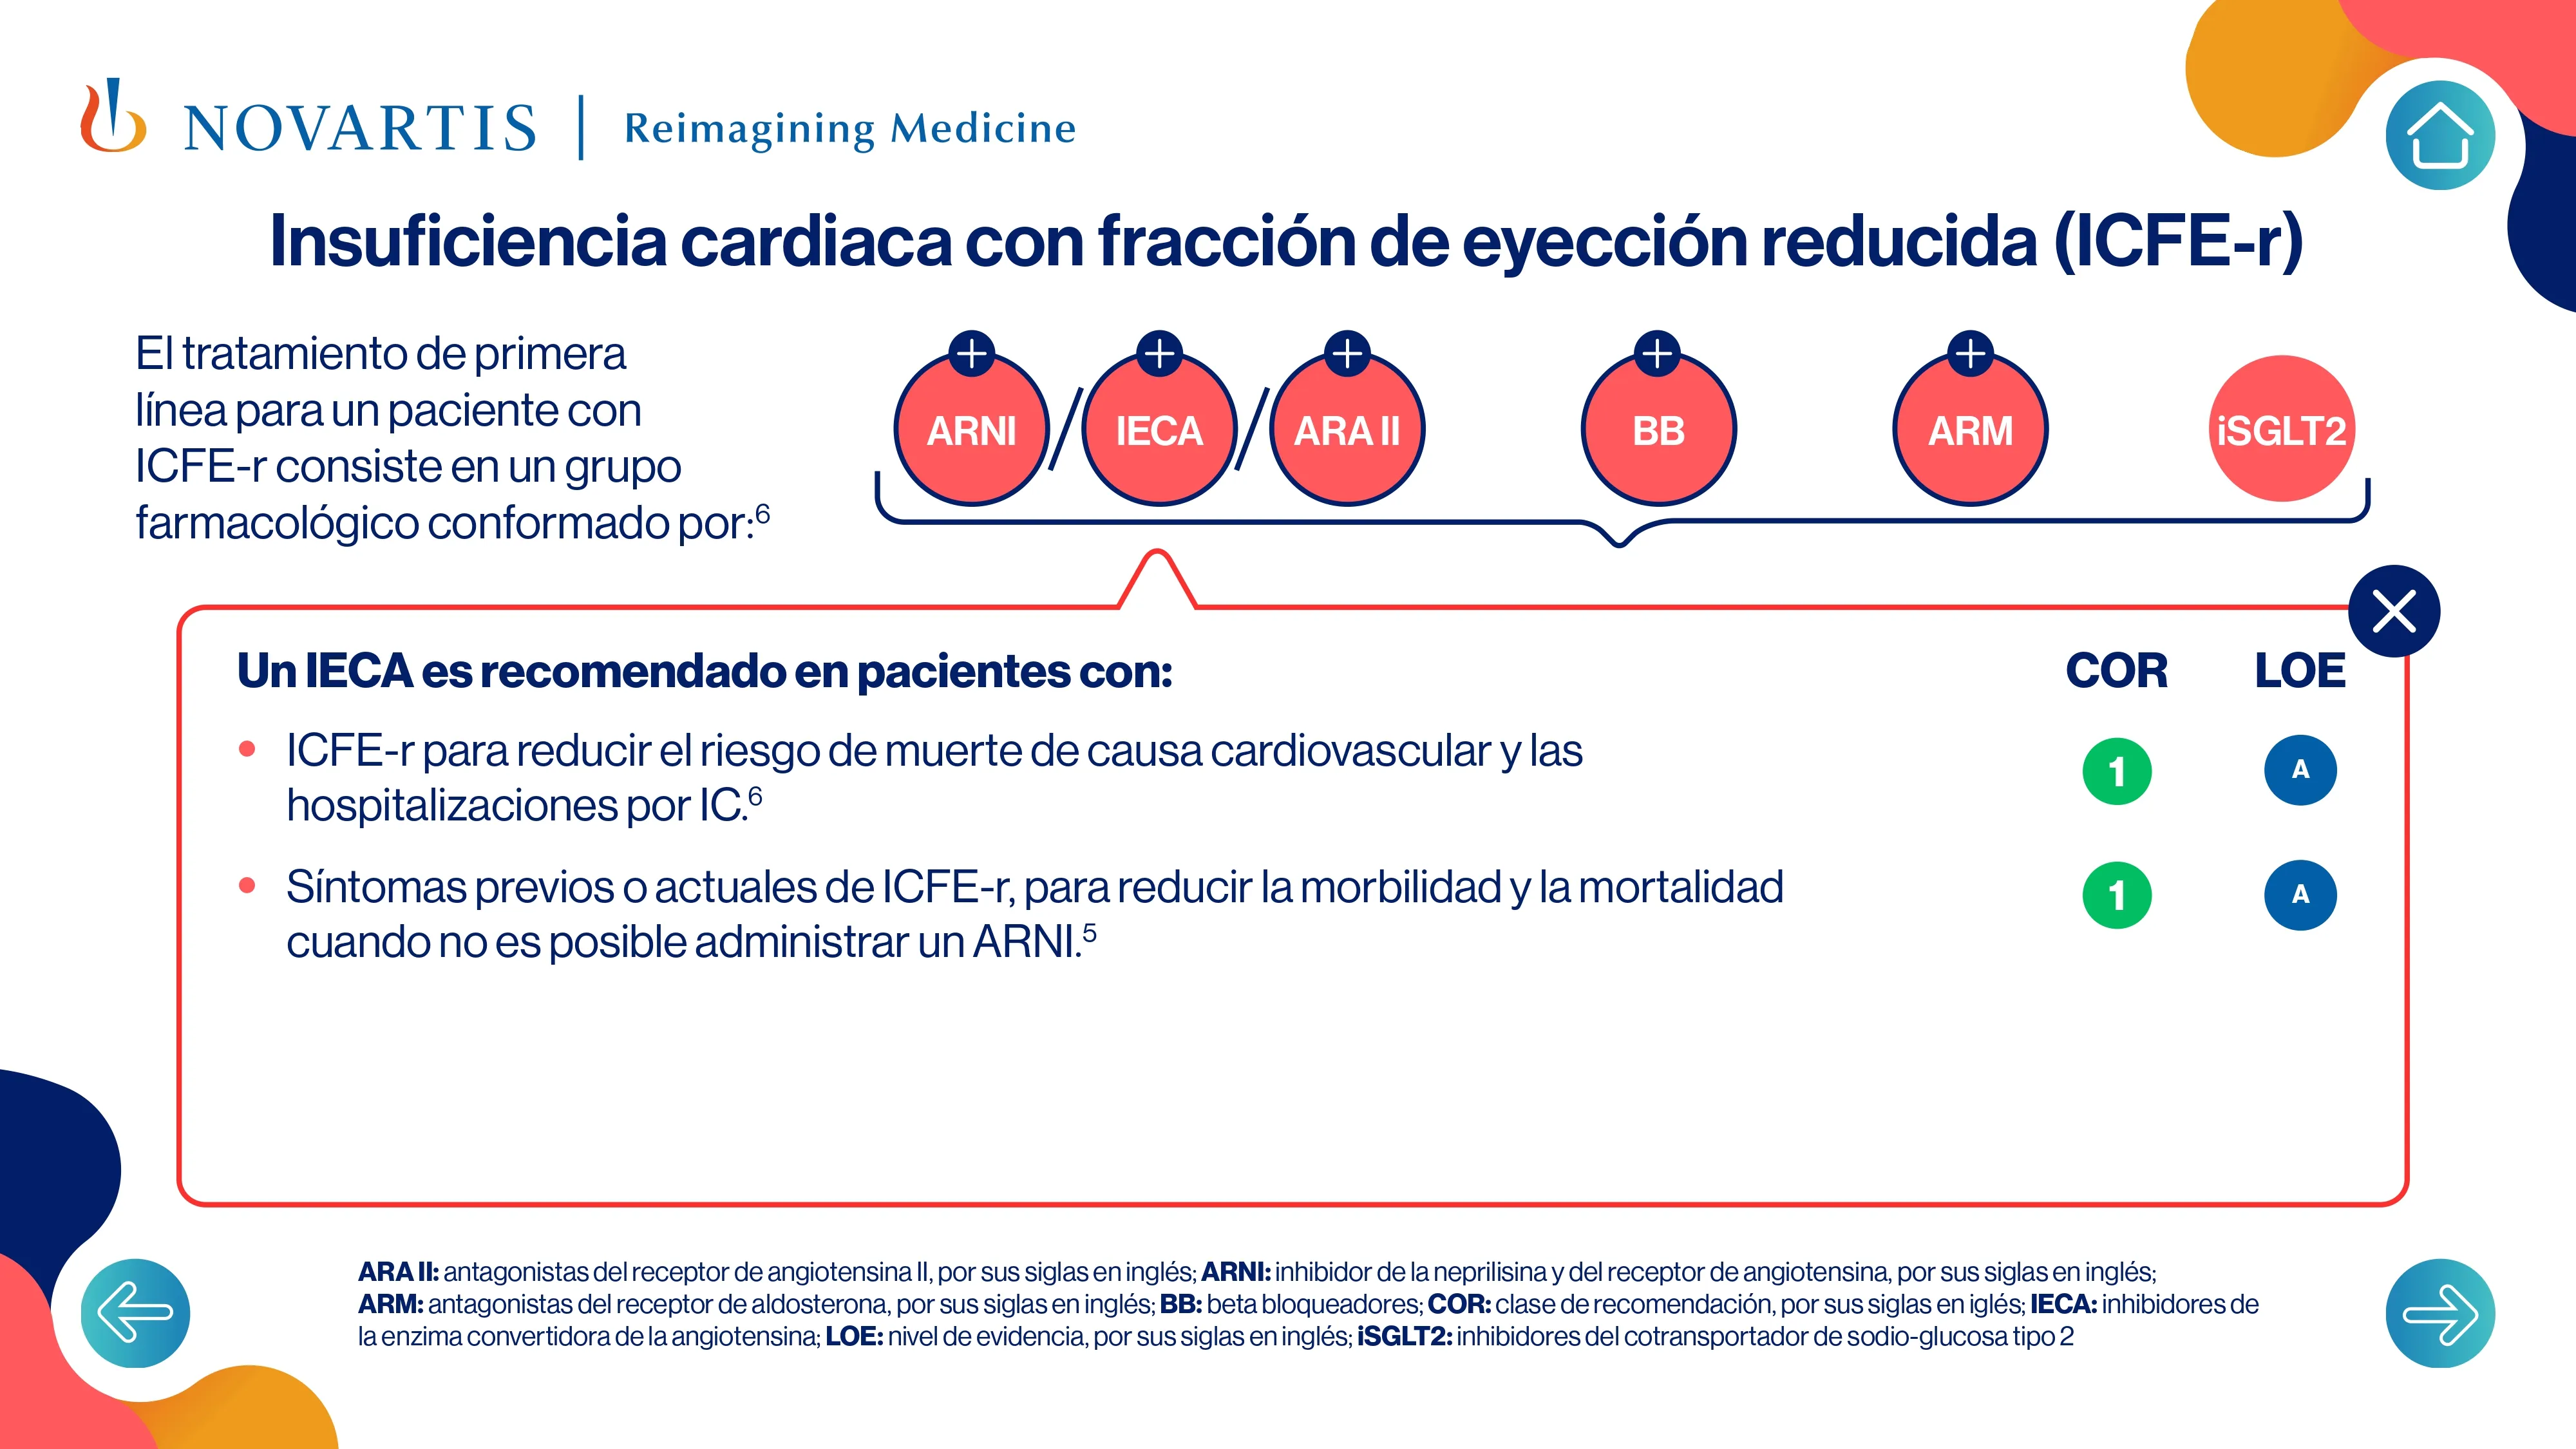 NOVARTIS | Reimagining Medicine
Insuficiencia cardiaca con fracción de eyección reducida (ICFE-r)
El tratamiento de primera
línea para un paciente con
ICFE-r consiste en un grupo
farmacológico conformado por:⁶
ARNI / IECA / ARA II BB ARM iSGLT2
Un IECA es recomendado en pacientes con: COR LOE
• ICFE-r para reducir el riesgo de muerte de causa cardiovascular y las
hospitalizaciones por IC.⁶ 1 A
• Síntomas previos o actuales de ICFE-r, para reducir la morbilidad y la mortalidad
cuando no es posible administrar un ARNI.⁵ 1 A
ARA II: antagonistas del receptor de angiotensina II, por sus siglas en inglés; ARNI: inhibidor de la neprilisina y del receptor de angiotensina, por sus siglas en inglés;
ARM: antagonistas del receptor de aldosterona, por sus siglas en inglés; BB: beta bloqueadores; COR: clase de recomendación, por sus siglas en iglés; IECA: inhibidores de
la enzima convertidora de la angiotensina; LOE: nivel de evidencia, por sus siglas en inglés; iSGLT2: inhibidores del cotransportador de sodio-glucosa tipo 2